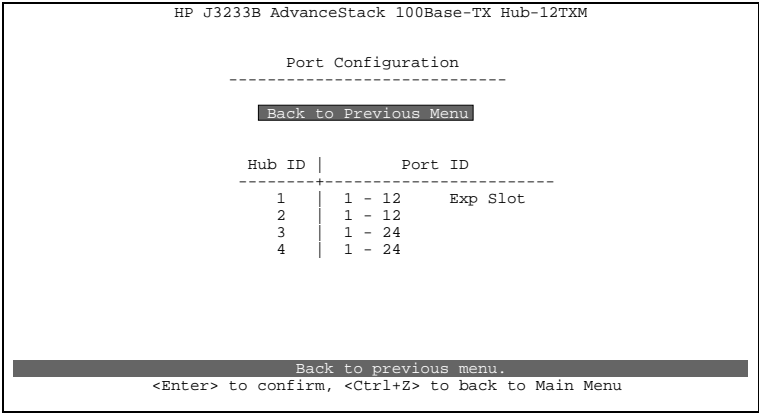 HP J3233B AdvanceStack 100Base-TX Hub-12TXM
Port Configuration
-----------------------------
Back to Previous Menu
Hub ID | Port ID
--------+------------------------
1 | 1 - 12 Exp Slot
2 | 1 - 12
3 | 1 - 24
4 | 1 - 24
Back to previous menu.
<Enter> to confirm, <Ctrl+Z> to back to Main Menu